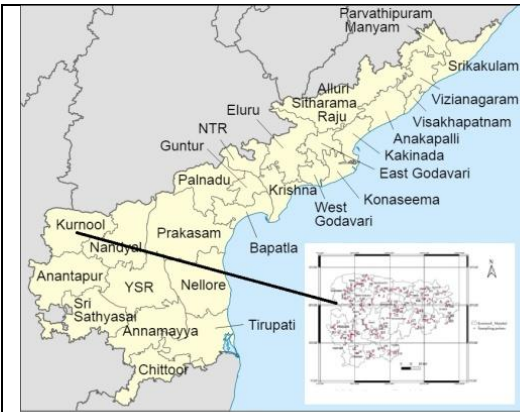 Parvathipuram
Manyam
Srikakulam
Alluri
Sitharama
Raju
Vizianagaram
Eluru
Visakhapatnam
NTR
Anakapalli
Guntur
Kakinada
Palnadu
East Godavari
Krishna
Konaseema
West
Godavari
Kurnool
Prakasam
Bapatla
Nandyal
Anantapur
YSR
Nellore
Sri
Sathyasai
Annamayya
Tirupati
Chittoor
N